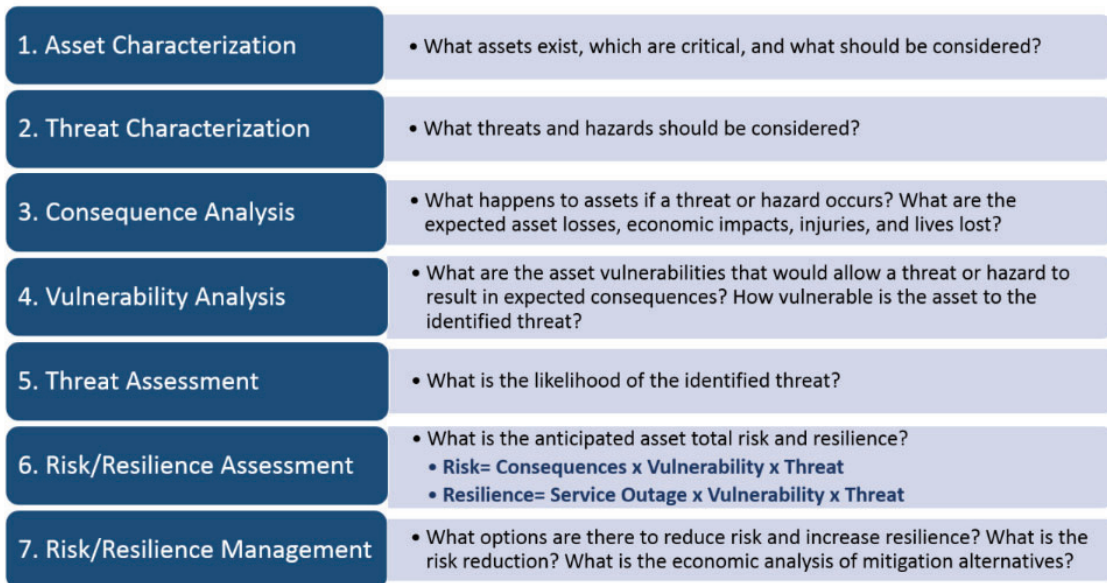 1. Asset Characterization
• What assets exist, which are critical, and what should be considered?
2. Threat Characterization
• What threats and hazards should be considered?
3. Consequence Analysis
• What happens to assets if a threat or hazard occurs? What are the
expected asset losses, economic impacts, injuries, and lives lost?
4. Vulnerability Analysis
• What are the asset vulnerabilities that would allow a threat or hazard to
result in expected consequences? How vulnerable is the asset to the
identified threat?
5. Threat Assessment
• What is the likelihood of the identified threat?
6. Risk/Resilience Assessment
• What is the anticipated asset total risk and resilience?
• Risk= Consequences x Vulnerability x Threat
• Resilience= Service Outage x Vulnerability x Threat
7. Risk/Resilience Management
• What options are there to reduce risk and increase resilience? What is the
risk reduction? What is the economic analysis of mitigation alternatives?